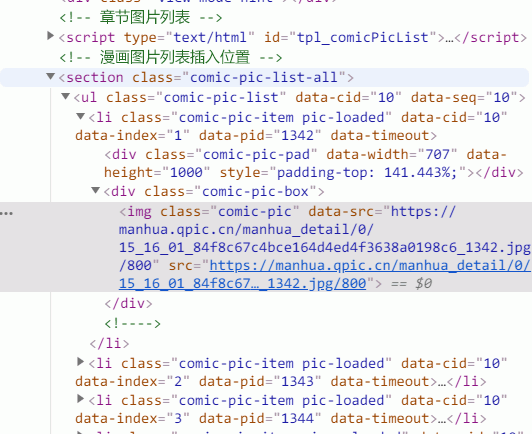 <!-- 章节图片列表 -->
▶<script type="text/html" id="tpl_comicPicList">…</script>
<!-- 漫画图片列表插入位置 -->
▼<section class="comic-pic-list-all">
▼<ul class="comic-pic-list" data-cid="10" data-seq="10">
▼<li class="comic-pic-item pic-loaded" data-cid="10"
data-index="1" data-pid="1342" data-timeout>
<div class="comic-pic-pad" data-width="707" data-
height="1000" style="padding-top: 141.443%;"></div>
▼<div class="comic-pic-box">
<img class="comic-pic" data-src="https://
manhua.qpic.cn/manhua_detail/0/
15_16_01_84f8c67c4bce164d4ed4f3638a0198c6_1342.jpg
/800" src="https://manhua.qpic.cn/manhua_detail/0/
15_16_01_84f8c67…_1342.jpg/800"> == $0
</div>
<!---->
</li>
▶<li class="comic-pic-item pic-loaded" data-cid="10"
data-index="2" data-pid="1343" data-timeout>…</li>
▶<li class="comic-pic-item pic-loaded" data-cid="10"
data-index="3" data-pid="1344" data-timeout>…</li>